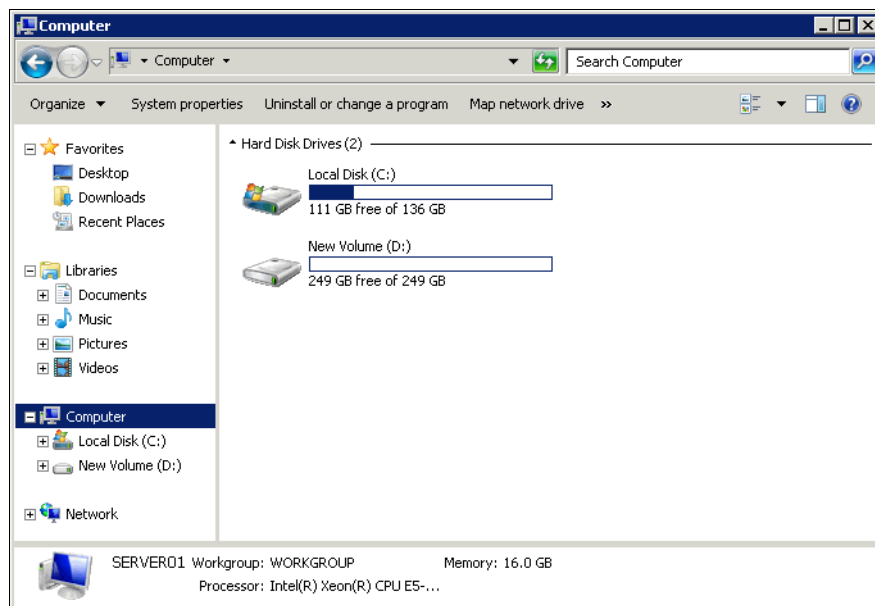 Computer
Computer
Search Computer
Organize System properties Uninstall or change a program Map network drive »
Favorites
Desktop
Downloads
Recent Places
Libraries
Documents
Music
Pictures
Videos
Computer
Local Disk (C:)
New Volume (D:)
Network
Hard Disk Drives (2)
Local Disk (C:)
111 GB free of 136 GB
New Volume (D:)
249 GB free of 249 GB
SERVER01 Workgroup: WORKGROUP Memory: 16.0 GB
Processor: Intel(R) Xeon(R) CPU E5-...